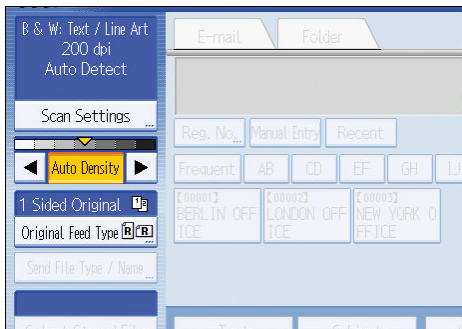 B & W: Text / Line Art
200 dpi
Auto Detect
Scan Settings
Auto Density
1 Sided Original
Original Feed Type
Send File Type / Name
E-mail
Folder
Reg. No.
Manual Entry
Recent
Frequent
AB
CD
EF
GH
IJ
[00001]
BERLIN OFF
ICE
[00002]
LONDON OFF
ICE
[00003]
NEW YORK O
FFICE